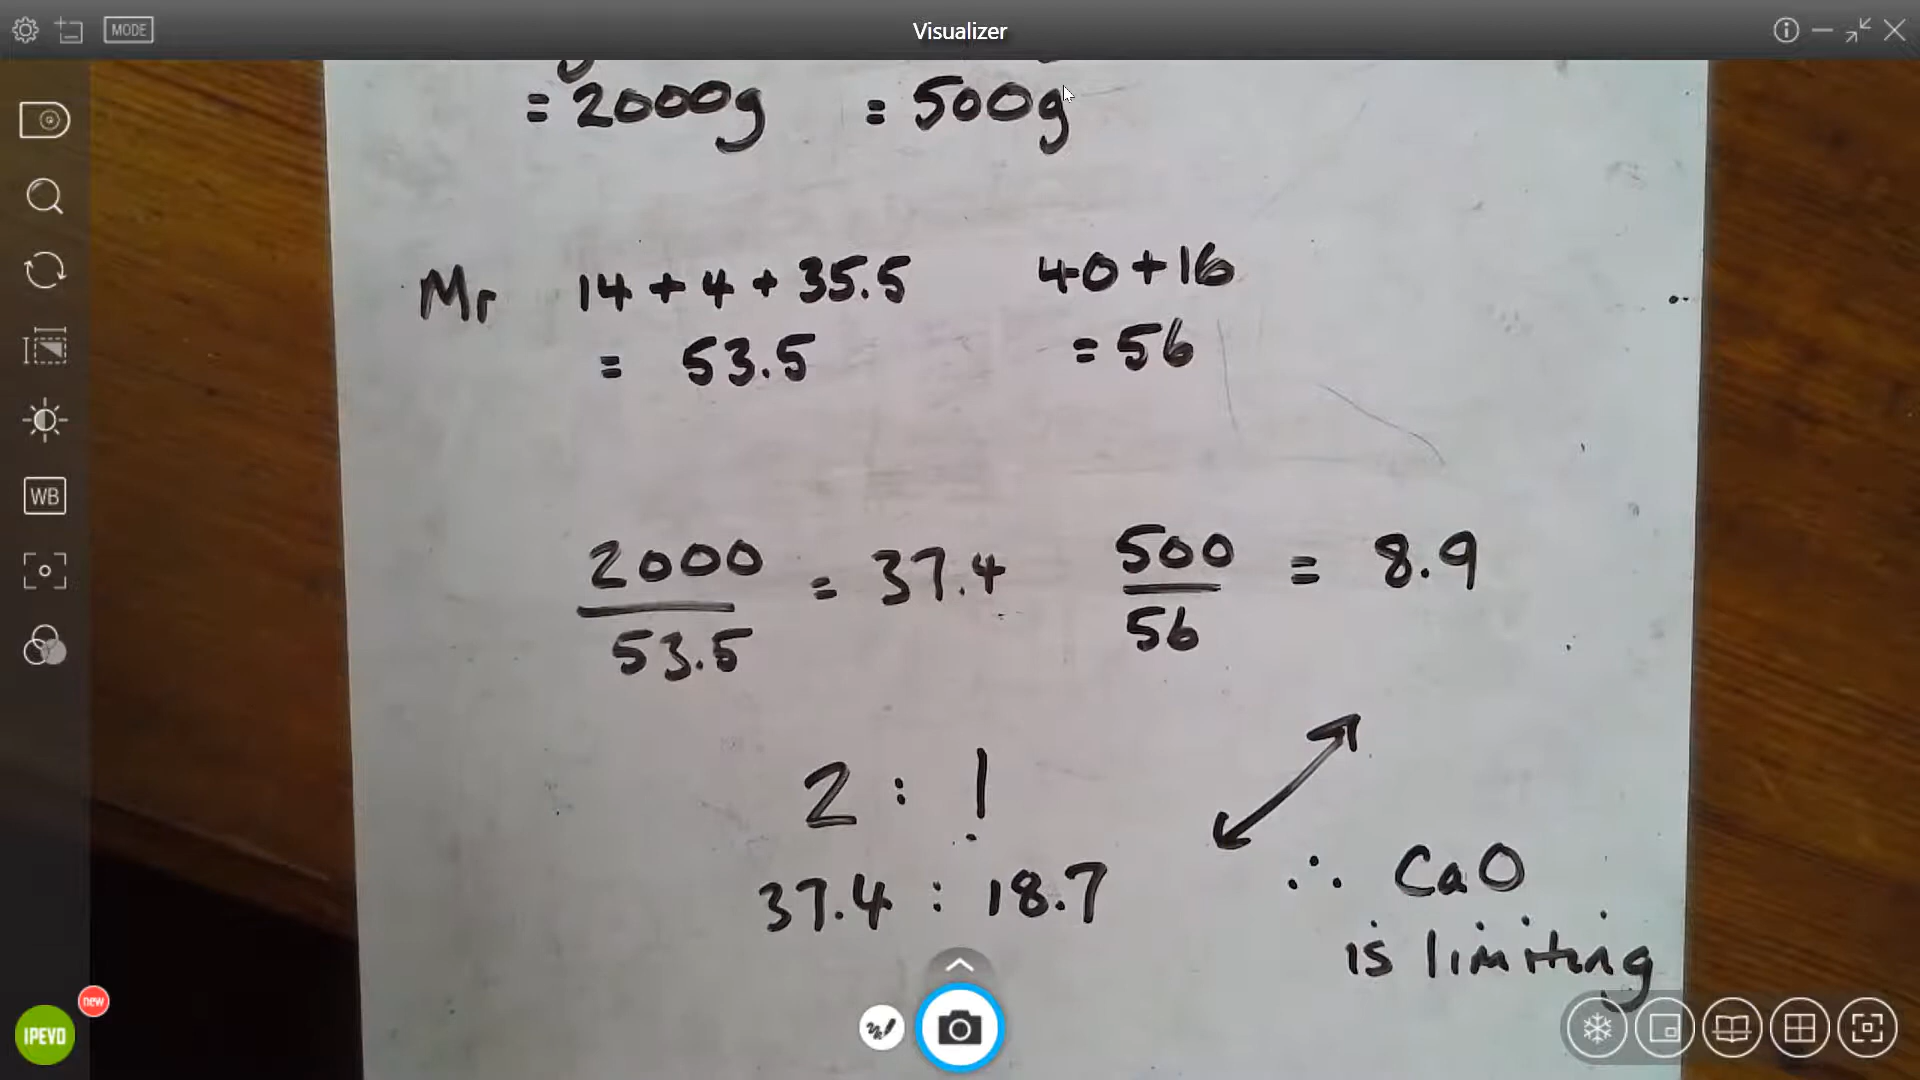 MODE
Visualizer
= 2000g = 500g
Mr 14 + 4 + 35.5 40 + 16
= 53.5 = 56
WB
2000 / 53.5 = 37.4 500 / 56 = 8.9
2 : 1
37.4 : 18.7
∴ CaO
is limiting
new
IPEVO